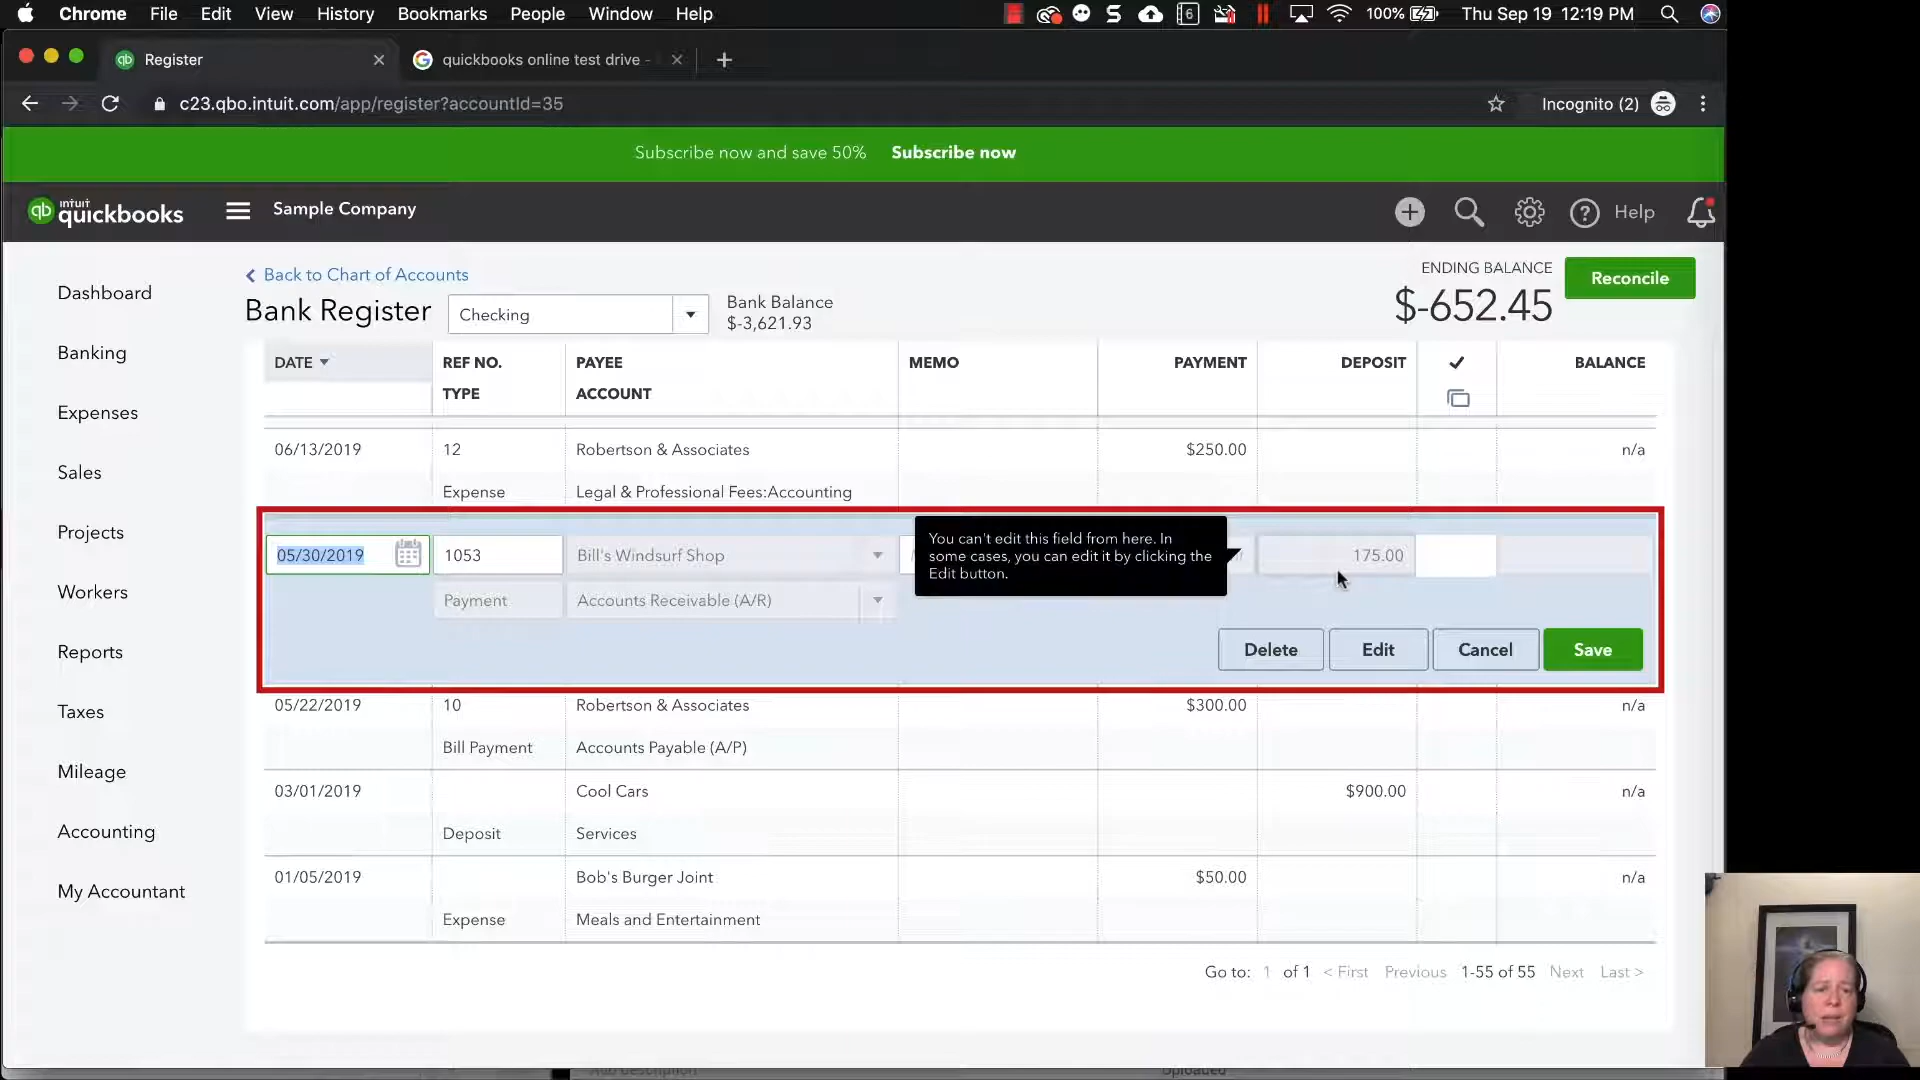 Chrome File Edit View History Bookmarks People Window Help 6 100% Thu Sep 19 12:19 PM
qb Register quickbooks online test drive -
c23.qbo.intuit.com/app/register?accountId=35 Incognito (2)
Subscribe now and save 50% Subscribe now
qb intuit quickbooks Sample Company Help
Dashboard
Banking
Expenses
Sales
Projects
Workers
Reports
Taxes
Mileage
Accounting
My Accountant
Back to Chart of Accounts
Bank Register Checking
Bank Balance
$-3,621.93
ENDING BALANCE
$-652.45
Reconcile
DATE REF NO. PAYEE MEMO PAYMENT DEPOSIT BALANCE
TYPE ACCOUNT
06/13/2019 12 Robertson & Associates $250.00 n/a
Expense Legal & Professional Fees:Accounting
05/30/2019 1053 Bill's Windsurf Shop 175.00
You can't edit this field from here. In
some cases, you can edit it by clicking the
Edit button.
Payment Accounts Receivable (A/R)
Delete Edit Cancel Save
05/22/2019 10 Robertson & Associates $300.00 n/a
Bill Payment Accounts Payable (A/P)
03/01/2019 Cool Cars $900.00 n/a
Deposit Services
01/05/2019 Bob's Burger Joint $50.00 n/a
Expense Meals and Entertainment
Go to: 1 of 1 < First Previous 1-55 of 55 Next Last >